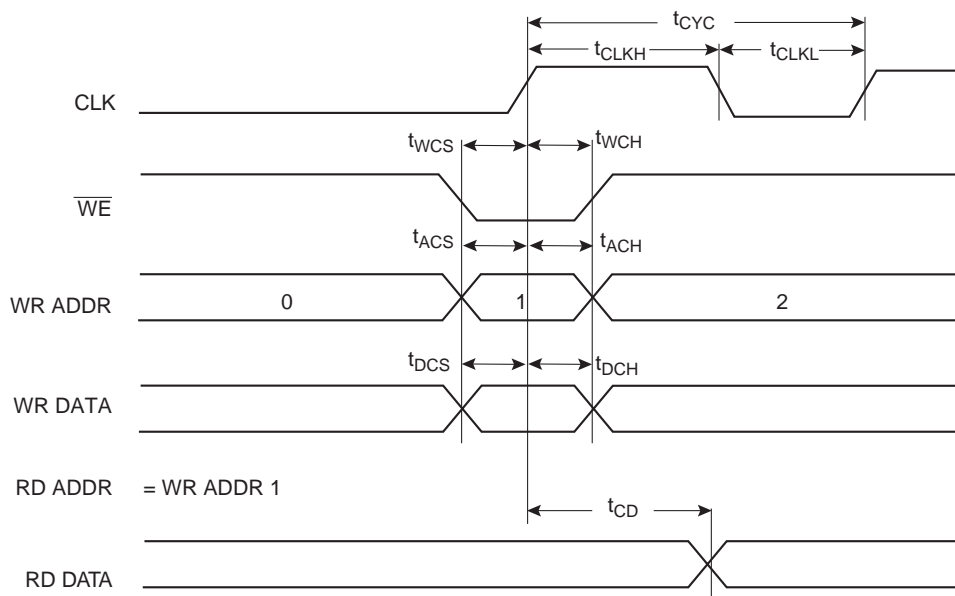 tCYC
tCLKH tCLKL
CLK
tWCS tWCH
WE
tACS tACH
WR ADDR 0 1 2
tDCS tDCH
WR DATA
RD ADDR = WR ADDR 1
tCD
RD DATA